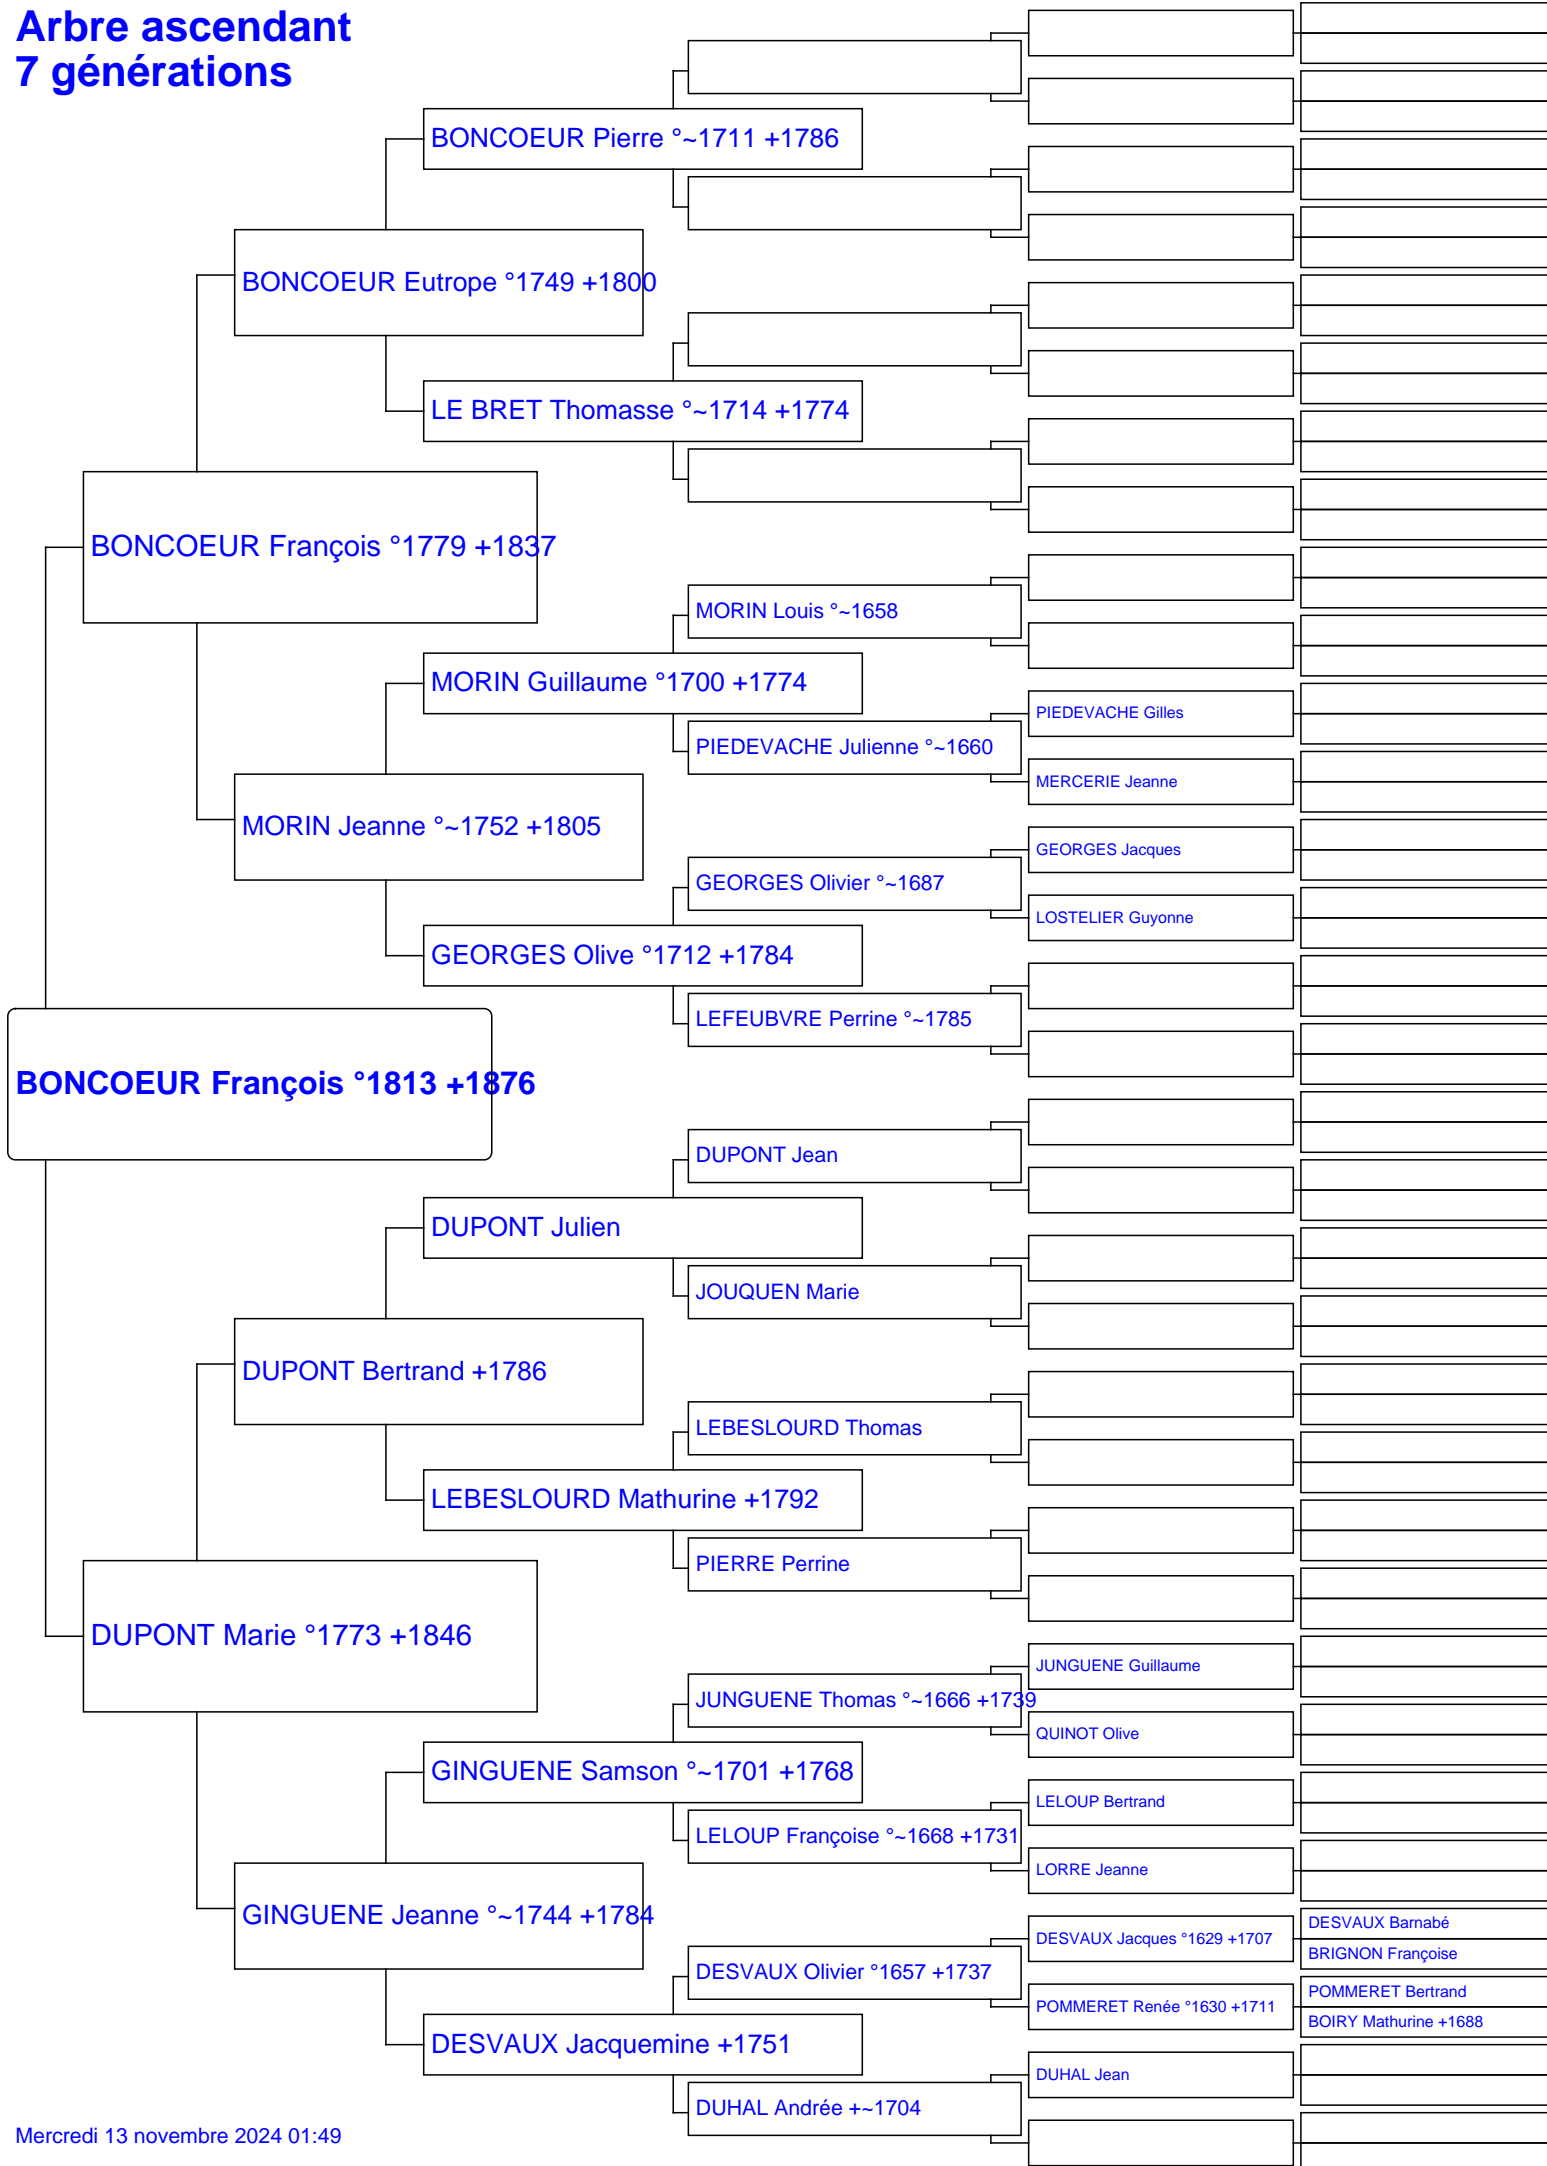 Arbre ascendant
7 générations
BONCOEUR Pierre °~1711 +1786
BONCOEUR Eutrope °1749 +1800
LE BRET Thomasse °~1714 +1774
BONCOEUR François °1779 +1837
MORIN Louis °~1658
MORIN Guillaume °1700 +1774
PIEDEVACHE Gilles
PIEDEVACHE Julienne °~1660
MERCERIE Jeanne
MORIN Jeanne °~1752 +1805
GEORGES Jacques
GEORGES Olivier °~1687
LOSTELIER Guyonne
GEORGES Olive °1712 +1784
LEFEUBVRE Perrine °~1785
BONCOEUR François °1813 +1876
DUPONT Jean
DUPONT Julien
JOUQUEN Marie
DUPONT Bertrand +1786
LEBESLOURD Thomas
LEBESLOURD Mathurine +1792
PIERRE Perrine
DUPONT Marie °1773 +1846
JUNGUENE Guillaume
JUNGUENE Thomas °~1666 +1739
QUINOT Olive
GINGUENE Samson °~1701 +1768
LELOUP Bertrand
LELOUP Françoise °~1668 +1731
LORRE Jeanne
GINGUENE Jeanne °~1744 +1784
DESVAUX Barnabé
DESVAUX Jacques °1629 +1707
BRIGNON Françoise
DESVAUX Olivier °1657 +1737
POMMERET Bertrand
POMMERET Renée °1630 +1711
BOIRY Mathurine +1688
DESVAUX Jacquemine +1751
DUHAL Jean
DUHAL Andrée +~1704
Mercredi 13 novembre 2024 01:49